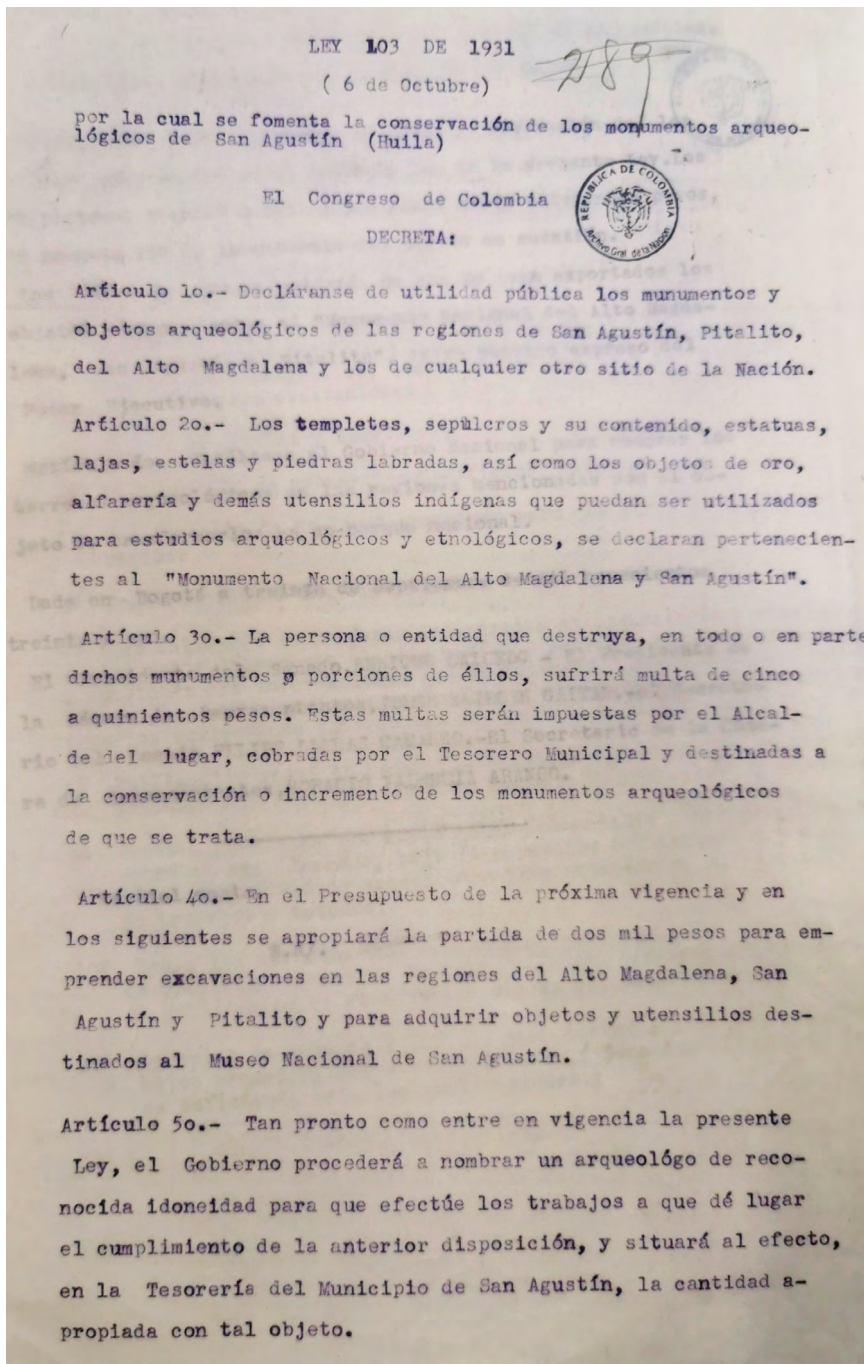 LEY 103 DE 1931
289
( 6 de Octubre)
por la cual se fomenta la conservación de los monumentos arqueo-
lógicos de San Agustín (Huila)
El Congreso de Colombia
REPUBLICA DE COLOMBIA
Archivo Gral. de la Nación
DECRETA:
Artículo 1o.- Decláranse de utilidad pública los munumentos y
objetos arqueológicos de las regiones de San Agustín, Pitalito,
del Alto Magdalena y los de cualquier otro sitio de la Nación.
Artículo 2o.- Los templetes, sepúlcros y su contenido, estatuas,
lajas, estelas y piedras labradas, así como los objetos de oro,
alfarería y demás utensilios indígenas que puedan ser utilizados
para estudios arqueológicos y etnológicos, se declaran pertenecien-
tes al "Monumento Nacional del Alto Magdalena y San Agustín".
Artículo 3o.- La persona o entidad que destruya, en todo o en parte
dichos munumentos o porciones de éllos, sufrirá multa de cinco
a quinientos pesos. Estas multas serán impuestas por el Alcal-
de del lugar, cobradas por el Tesorero Municipal y destinadas a
la conservación o incremento de los monumentos arqueológicos
de que se trata.
Artículo 4o.- En el Presupuesto de la próxima vigencia y en
los siguientes se apropiará la partida de dos mil pesos para em-
prender excavaciones en las regiones del Alto Magdalena, San
Agustín y Pitalito y para adquirir objetos y utensilios des-
tinados al Museo Nacional de San Agustín.
Artículo 5o.- Tan pronto como entre en vigencia la presente
Ley, el Gobierno procederá a nombrar un arqueológo de reco-
nocida idoneidad para que efectúe los trabajos a que dé lugar
el cumplimiento de la anterior disposición, y situará al efecto,
en la Tesorería del Municipio de San Agustín, la cantidad a-
propiada con tal objeto.